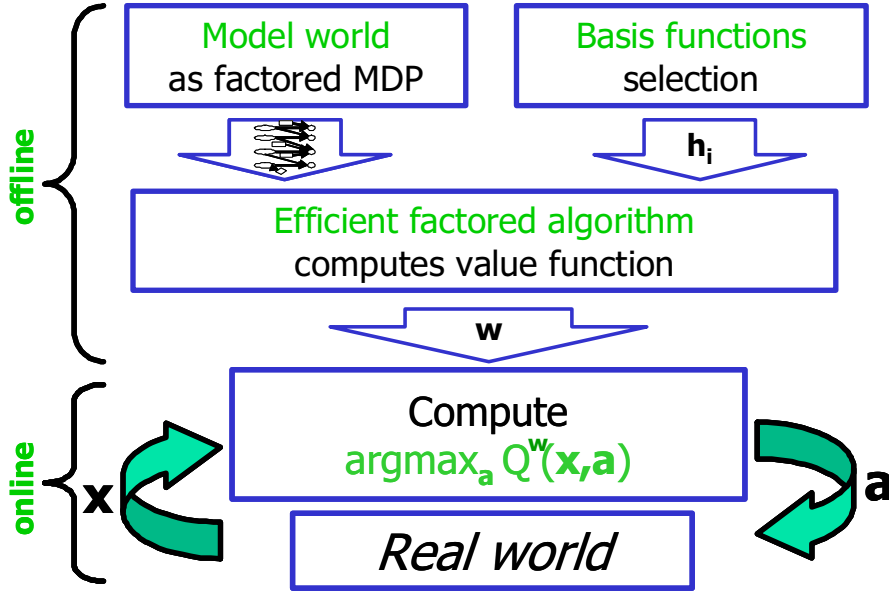 Model world
as factored MDP
Basis functions
selection
hᵢ
offline
Efficient factored algorithm
computes value function
w
Compute
argmaxₐ Qʷ(x,a)
online
x
a
Real world